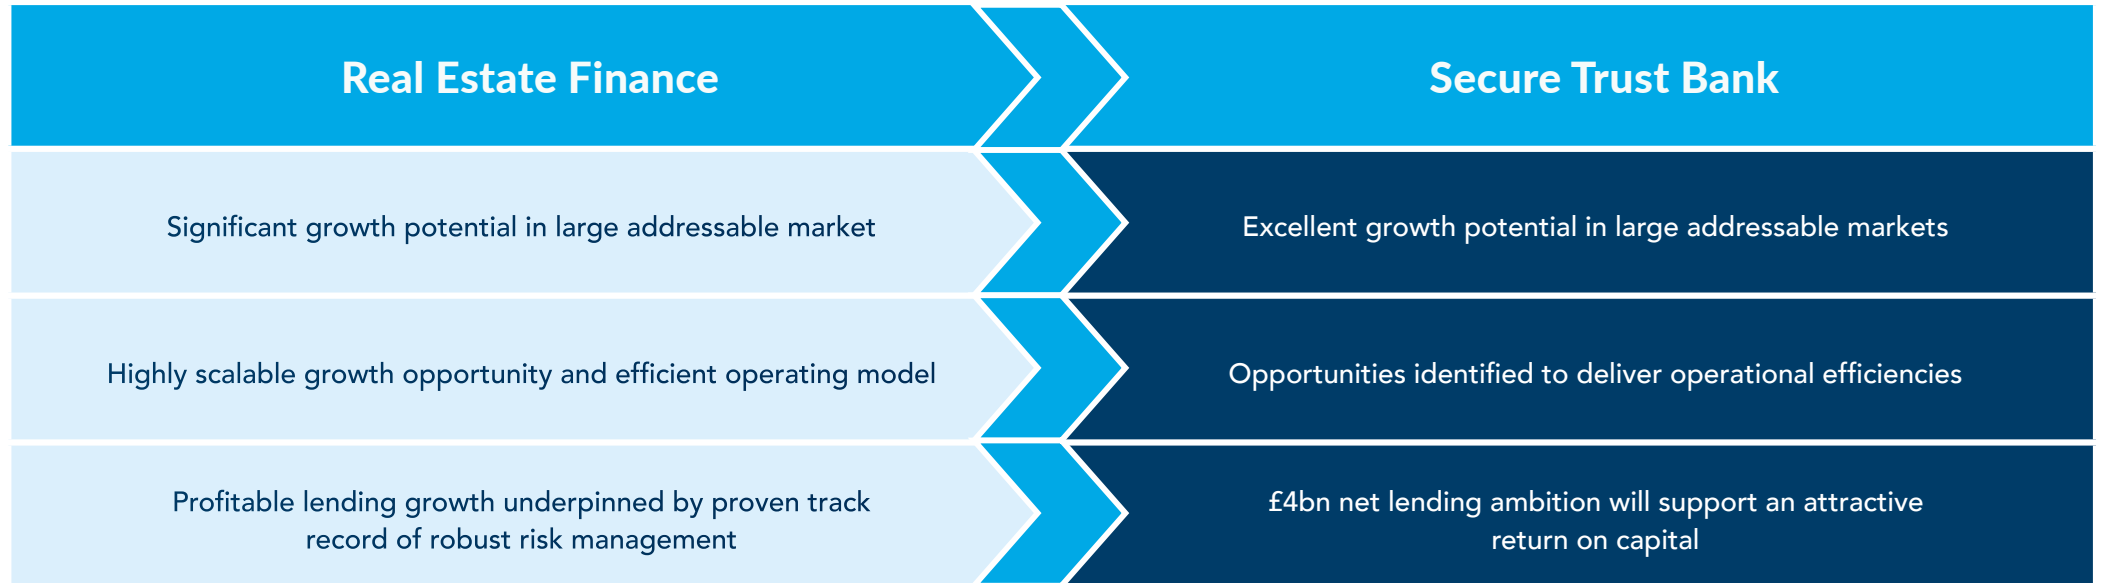 Real Estate Finance
Secure Trust Bank
Significant growth potential in large addressable market
Excellent growth potential in large addressable markets
Highly scalable growth opportunity and efficient operating model
Opportunities identified to deliver operational efficiencies
Profitable lending growth underpinned by proven track
record of robust risk management
£4bn net lending ambition will support an attractive
return on capital